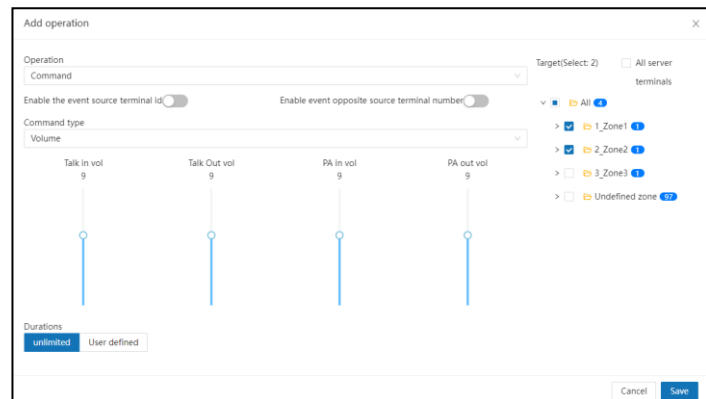 Add operation
Operation
Command
Enable the event source terminal id
Enable event opposite source terminal number
Command type
Volume
Talk in vol
9
Talk Out vol
9
PA in vol
9
PA out vol
9
Durations
unlimited
User defined
Target(Select: 2)
All server
terminals
All 4
1_Zone1 1
2_Zone2 1
3_Zone3 1
Undefined zone 97
Cancel
Save